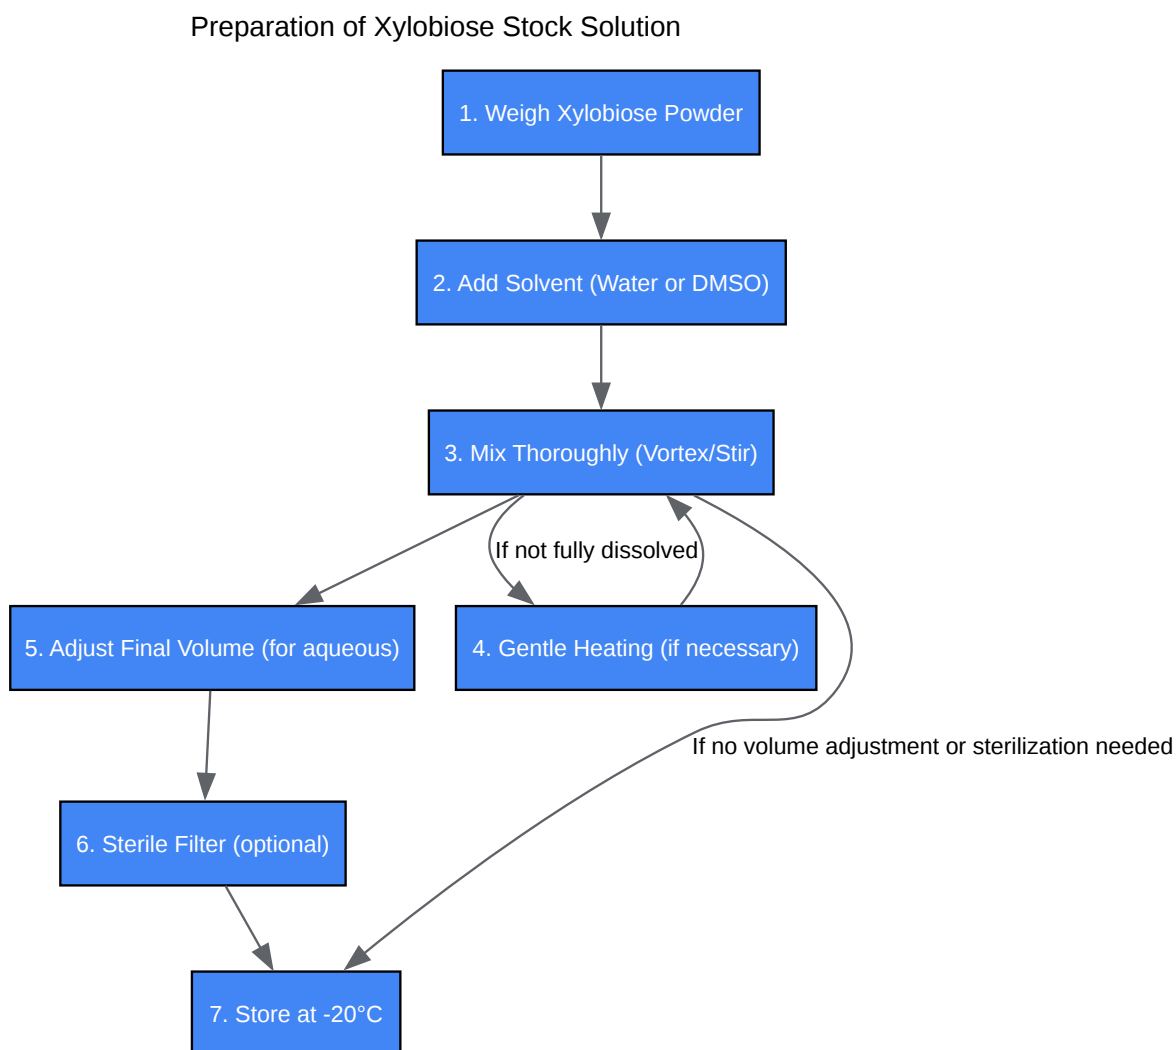 Preparation of Xylobiose Stock Solution
1. Weigh Xylobiose Powder
2. Add Solvent (Water or DMSO)
3. Mix Thoroughly (Vortex/Stir)
If not fully dissolved
5. Adjust Final Volume (for aqueous)
4. Gentle Heating (if necessary)
If no volume adjustment or sterilization needed
6. Sterile Filter (optional)
7. Store at -20°C